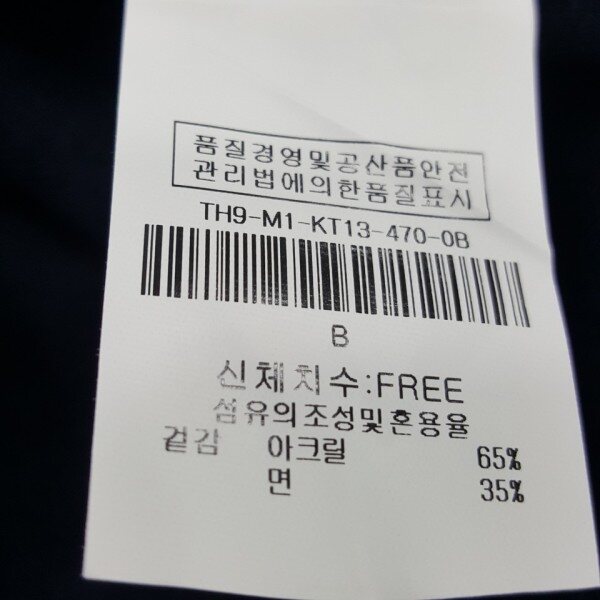 품질경영및공산품안전
관리법에의한품질표시
TH9-M1-KT13-470-0B
B
신체치수:FREE
섬유의조성및혼용율
겉감 아크릴 65%
면 35%